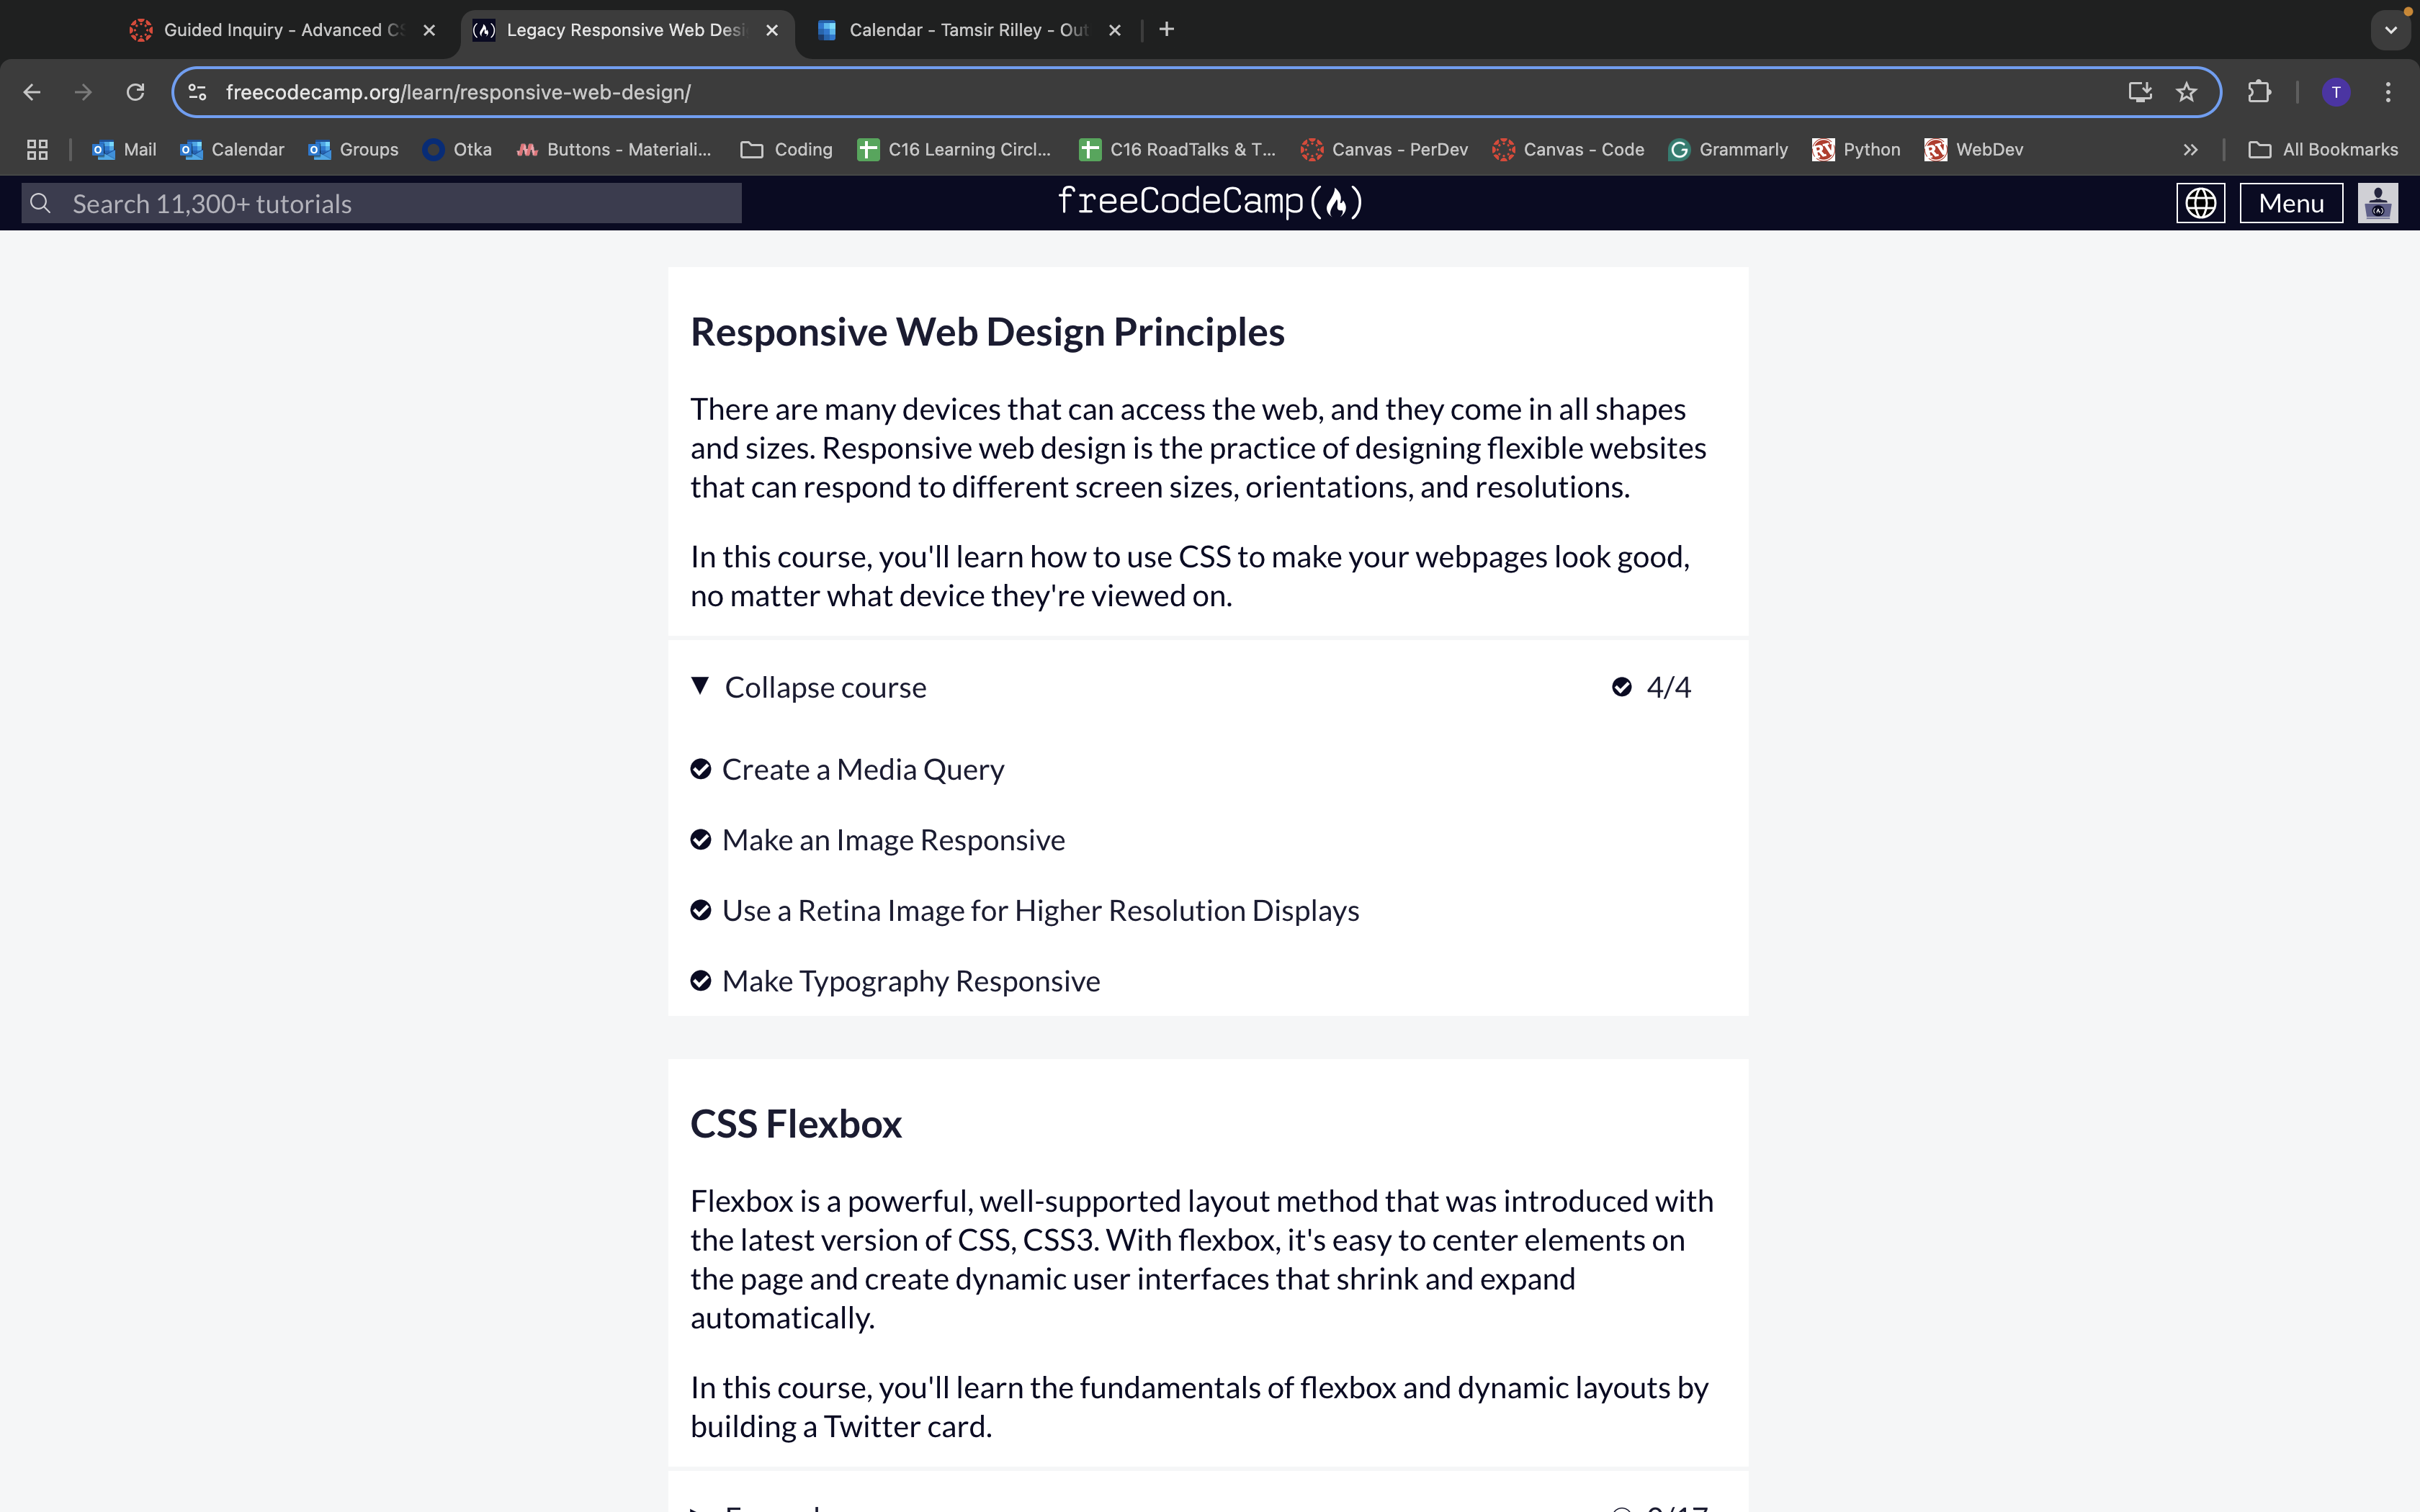 Guided Inquiry - Advanced CS
Legacy Responsive Web Desi
Calendar - Tamsir Rilley - Out
freecodecamp.org/learn/responsive-web-design/
T
Mail
Calendar
Groups
Otka
Buttons - Materiali...
Coding
C16 Learning Circl...
C16 RoadTalks & T...
Canvas - PerDev
Canvas - Code
Grammarly
Python
WebDev
All Bookmarks
Search 11,300+ tutorials
freeCodeCamp
Menu
Responsive Web Design Principles
There are many devices that can access the web, and they come in all shapes
and sizes. Responsive web design is the practice of designing flexible websites
that can respond to different screen sizes, orientations, and resolutions.
In this course, you'll learn how to use CSS to make your webpages look good,
no matter what device they're viewed on.
Collapse course
4/4
Create a Media Query
Make an Image Responsive
Use a Retina Image for Higher Resolution Displays
Make Typography Responsive
CSS Flexbox
Flexbox is a powerful, well-supported layout method that was introduced with
the latest version of CSS, CSS3. With flexbox, it's easy to center elements on
the page and create dynamic user interfaces that shrink and expand
automatically.
In this course, you'll learn the fundamentals of flexbox and dynamic layouts by
building a Twitter card.